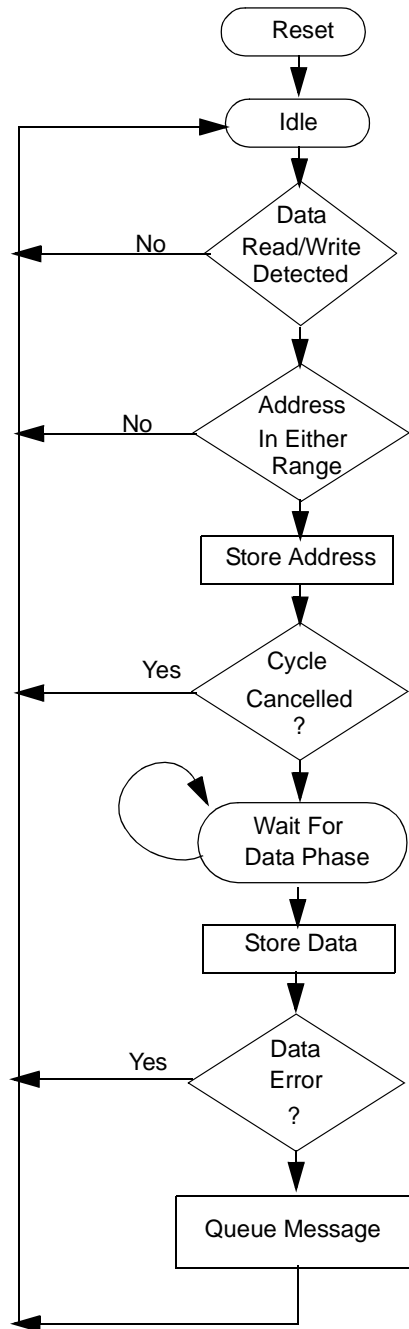 Reset
Idle
Data
Read/Write
Detected
No
Address
In Either
Range
No
Store Address
Cycle
Cancelled
?
Yes
Wait For
Data Phase
Store Data
Data
Error
?
Yes
Queue Message